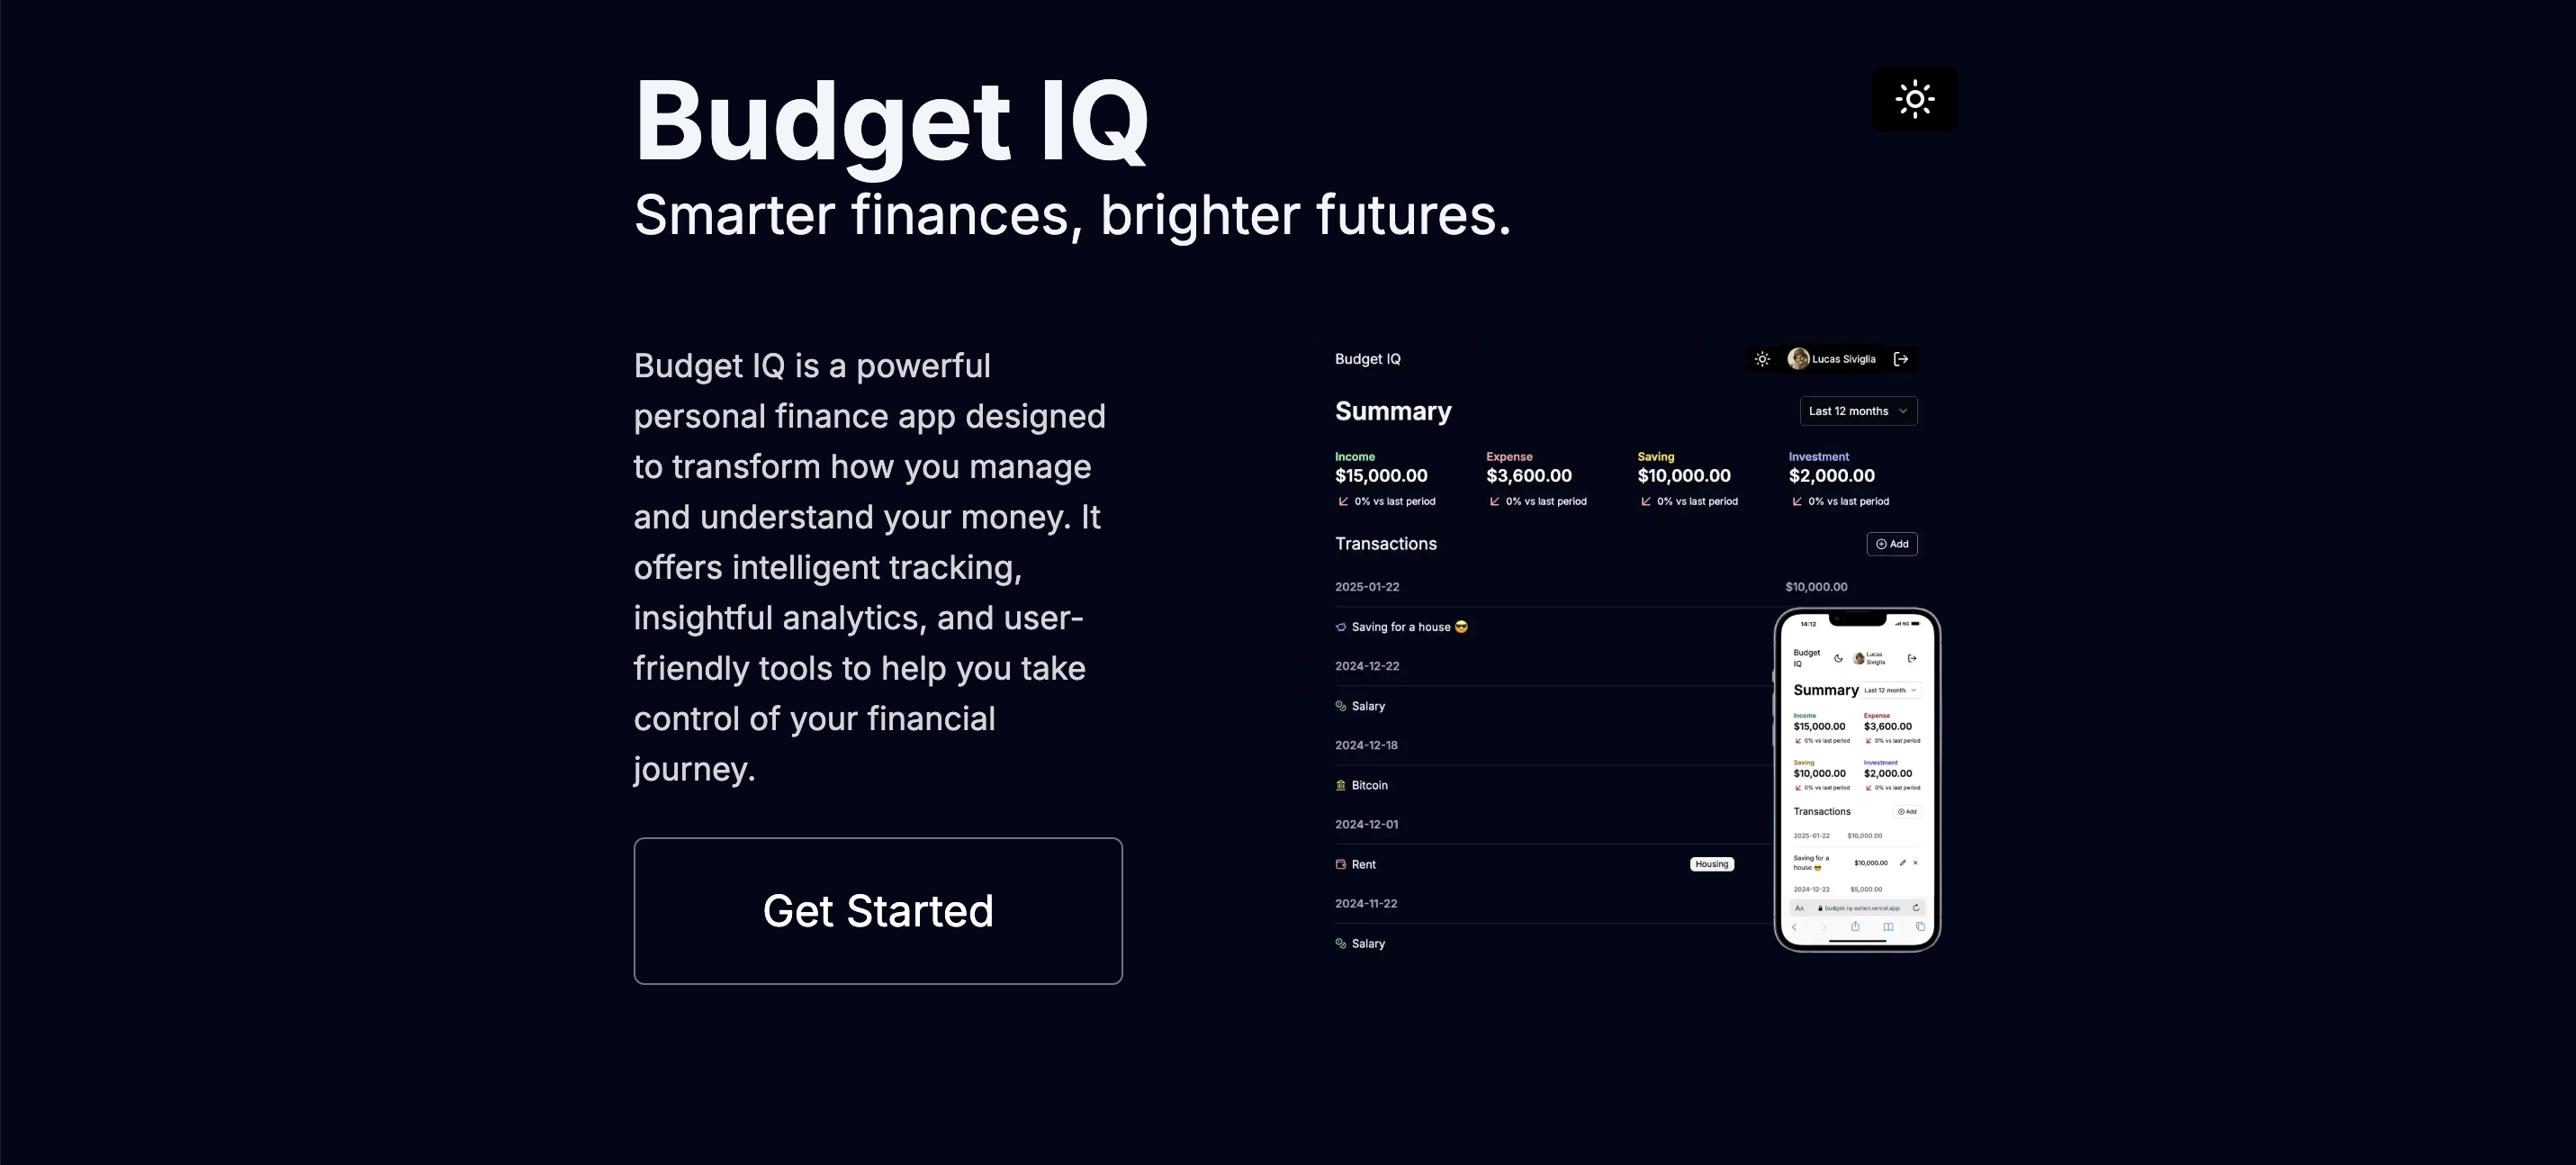 Budget IQ
Smarter finances, brighter futures.
Budget IQ is a powerful
personal finance app designed
to transform how you manage
and understand your money. It
offers intelligent tracking,
insightful analytics, and user-
friendly tools to help you take
control of your financial
journey.
Get Started
Budget IQ
Lucas Siviglia
Summary
Last 12 months
Income
Expense
Saving
Investment
$15,000.00
$3,600.00
$10,000.00
$2,000.00
0% vs last period
0% vs last period
0% vs last period
0% vs last period
Transactions
Add
2025-01-22
$10,000.00
Saving for a house 😎
2024-12-22
Salary
2024-12-18
Bitcoin
2024-12-01
Rent
Housing
2024-11-22
Salary
14:12
5G
Budget
IQ
Lucas
Siviglia
Summary
Last 12 month
Income
Expense
$15,000.00
$3,600.00
0% vs last period
0% vs last period
Saving
Investment
$10,000.00
$2,000.00
0% vs last period
0% vs last period
Transactions
Add
2025-01-22
$10,000.00
Saving for a
house 😎
$10,000.00
2024-12-22
$5,000.00
AA
budget-iq-ashen.vercel.app